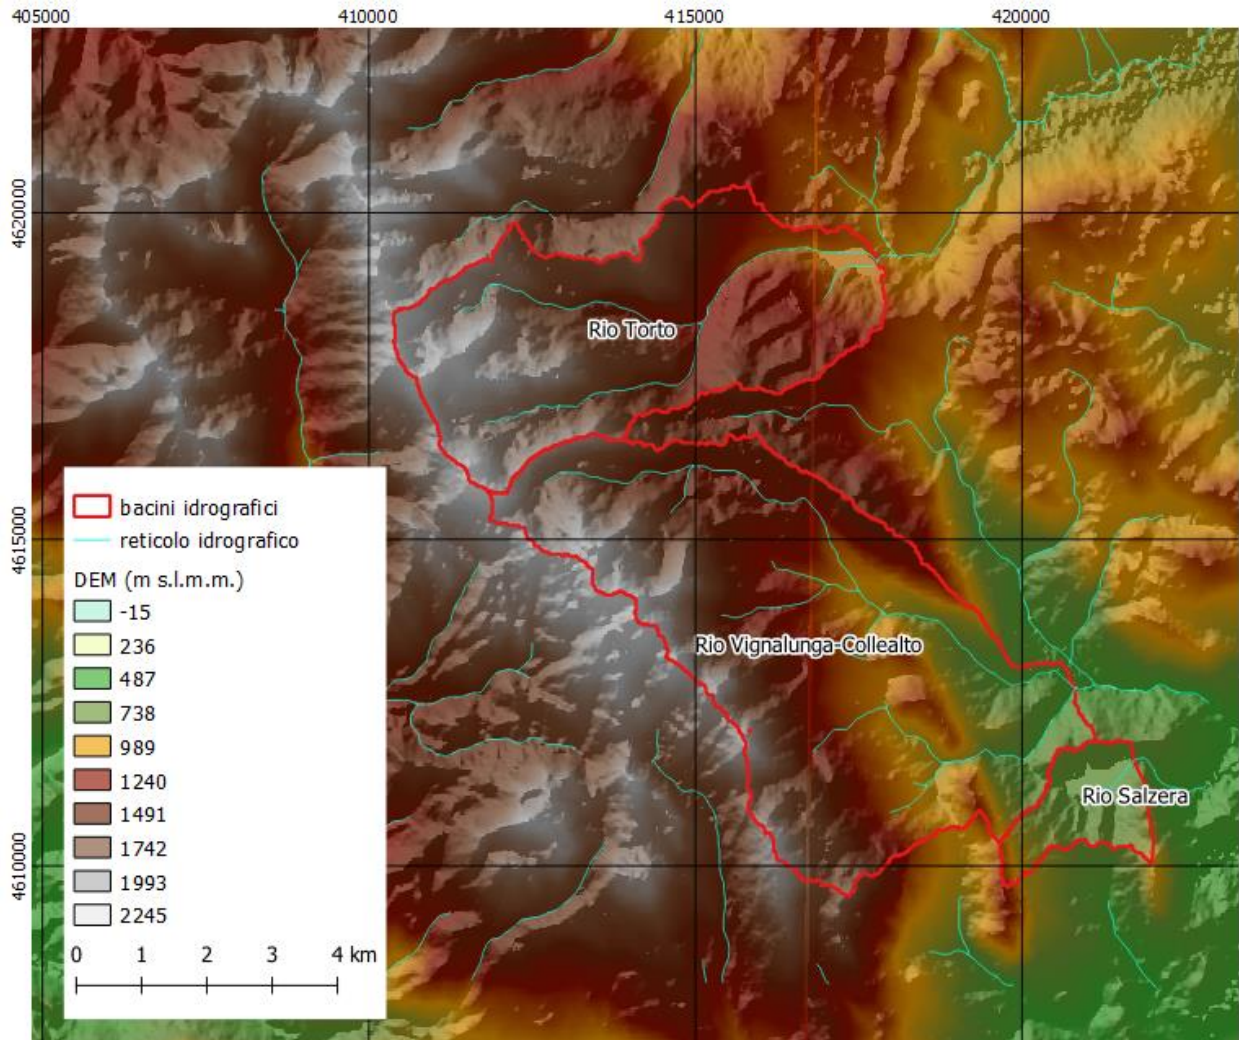 405000
410000
415000
420000
4620000
Rio Torto
bacini idrografici
reticolo idrografico
4615000
DEM (m s.l.m.m.)
-15
236
Rio Vignalunga-Collealto
487
738
989
1240
Rio Salzera
1491
1742
4610000
1993
2245
0 1 2 3 4 km